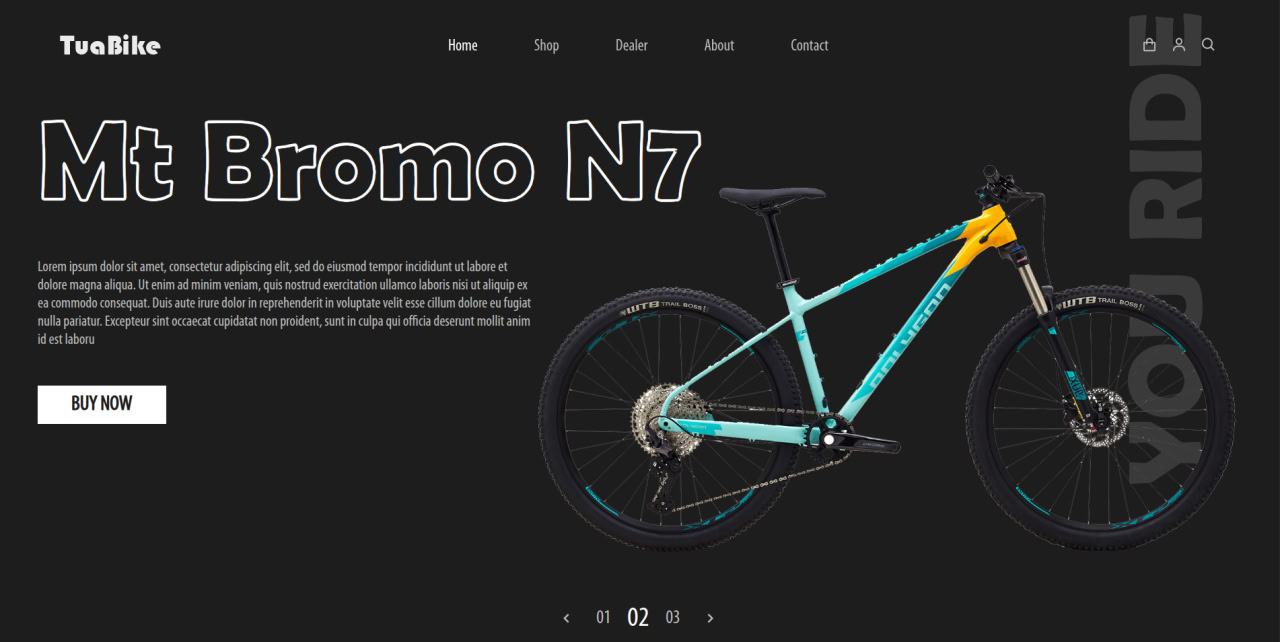 TuaBike
Home Shop Dealer About Contact
YOU RIDE
Mt Bromo N7
Lorem ipsum dolor sit amet, consectetur adipiscing elit, sed do eiusmod tempor incididunt ut labore et
dolore magna aliqua. Ut enim ad minim veniam, quis nostrud exercitation ullamco laboris nisi ut aliquip ex
ea commodo consequat. Duis aute irure dolor in reprehenderit in voluptate velit esse cillum dolore eu fugiat
nulla pariatur. Excepteur sint occaecat cupidatat non proident, sunt in culpa qui officia deserunt mollit anim
id est laboru
BUY NOW
WTB TRAIL BOSS
WTB TRAIL BOSS
POLYGON
01 02 03